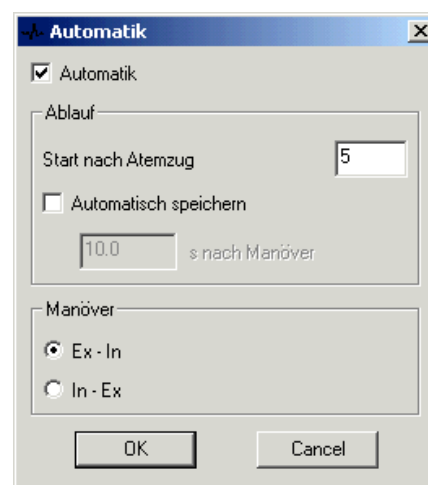 Automatik
Automatik
Ablauf
Start nach Atemzug 5
Automatisch speichern
10.0 s nach Manöver
Manöver
Ex - In
In - Ex
OK Cancel